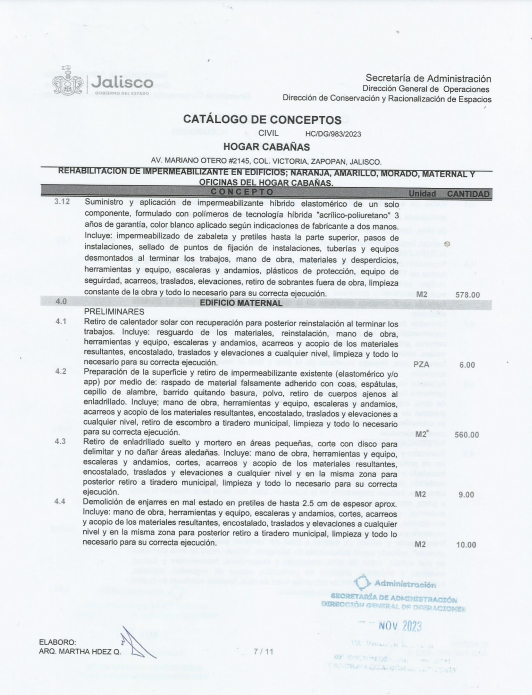 Jalisco
GOBIERNO DEL ESTADO
Secretaría de Administración
Dirección General de Operaciones
Dirección de Conservación y Racionalización de Espacios
CATÁLOGO DE CONCEPTOS
CIVIL HC/DG/983/2023
HOGAR CABAÑAS
AV. MARIANO OTERO #2145, COL. VICTORIA, ZAPOPAN, JALISCO.
REHABILITACION DE IMPERMEABILIZANTE EN EDIFICIOS; NARANJA, AMARILLO, MORADO, MATERNAL Y
OFICINAS DEL HOGAR CABAÑAS.
CONCEPTO Unidad CANTIDAD
3.12 Suministro y aplicación de impermeabilizante híbrido elastomérico de un solo
componente, formulado con polímeros de tecnología híbrida "acrílico-poliuretano" 3
años de garantía, color blanco aplicado según indicaciones de fabricante a dos manos.
Incluye: impermeabilizado de zabaleta y pretiles hasta la parte superior, pasos de
instalaciones, sellado de puntos de fijación de instalaciones, tuberías y equipos
desmontados al terminar los trabajos, mano de obra, materiales y desperdicios,
herramientas y equipo, escaleras y andamios, plásticos de protección, equipo de
seguirdad, acarreos, traslados, elevaciones, retiro de sobrantes fuera de obra, limpieza
constante de la obra y todo lo necesario para su correcta ejecución. M2 578.00
4.0 EDIFICIO MATERNAL
PRELIMINARES
4.1 Retiro de calentador solar con recuperación para posterior instalación al terminar los
trabajos. Incluye: resguardo de los materiales, reinstalación, mano de obra,
herramientas y equipo, escaleras y andamios, acarreos y acopio de los materiales
resultantes, encostalado, traslados y elevaciones a cualquier nivel, limpieza y todo lo
necesario para su correcta ejecución. PZA 6.00
4.2 Preparación de la superficie y retiro de impermeabilizante existente (elastomérico y/o
app) por medio de: raspado de material falsamente adherido con coas, espátulas,
cepillo de alambre, barrido quitando basura, polvo, retiro de cuerpos ajenos al
enladrillado. Incluye; mano de obra, herramientas y equipo, escaleras y andamios,
acarreos y acopio de los materiales resultantes, encostalado, traslados y elevaciones a
cualquier nivel, retiro de escombro a tiradero municipal, limpieza y todo lo necesario
para su correcta ejecución. M2 560.00
4.3 Retiro de enladrillado suelto y mortero en áreas pequeñas, corte con disco para
delimitar y no dañar áreas aledañas. Incluye: mano de obra, herramientas y equipo,
escaleras y andamios, cortes, acarreos y acopio de los materiales resultantes,
encostalado, traslados y elevaciones a cualquier nivel y en la misma zona para
posterior retiro a tiradero municipal, limpieza y todo lo necesario para su correcta
ejecución. M2 9.00
4.4 Demolición de enjarres en mal estado en pretiles de hasta 2.5 cm de espesor aprox.
Incluye: mano de obra, herramientas y equipo, escaleras y andamios, cortes, acarreos
y acopio de los materiales resultantes, encostalado, traslados y elevaciones a cualquier
nivel y en la misma zona para posterior retiro a tiradero municipal, limpieza y todo lo
necesario para su correcta ejecución. M2 10.00
Administración
SECRETARÍA DE ADMINISTRACIÓN
DIRECCIÓN GENERAL DE OPERACIONES
NOV 2023
ELABORO:
ARQ. MARTHA HDEZ Q.
7 / 11